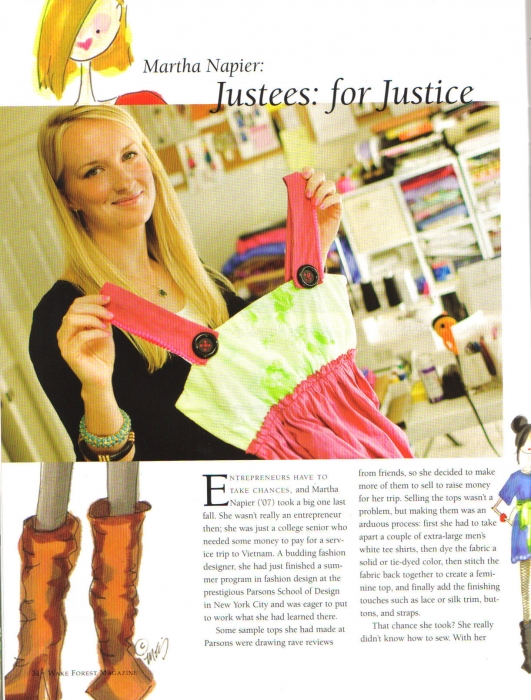 Martha Napier:
Justees: for Justice
ENTREPRENEURS HAVE TO
TAKE CHANCES, and Martha
Napier ('07) took a big one last
fall. She wasn't really an entrepreneur
then; she was just a college senior who
needed some money to pay for a serv-
ice trip to Vietnam. A budding fashion
designer, she had just finished a sum-
mer program in fashion design at the
prestigious Parsons School of Design
in New York City and was eager to put
to work what she had learned there.
Some sample tops she had made at
Parsons were drawing rave reviews
from friends, so she decided to make
more of them to sell to raise money
for her trip. Selling the tops wasn't a
problem, but making them was an
arduous process: first she had to take
apart a couple of extra-large men's
white tee shirts, then dye the fabric a
solid or tie-dyed color, then stitch the
fabric back together to create a femi-
nine top, and finally add the finishing
touches such as lace or silk trim, but-
tons, and straps.
That chance she took? She really
didn't know how to sew. With her
WAKE FOREST MAGAZINE